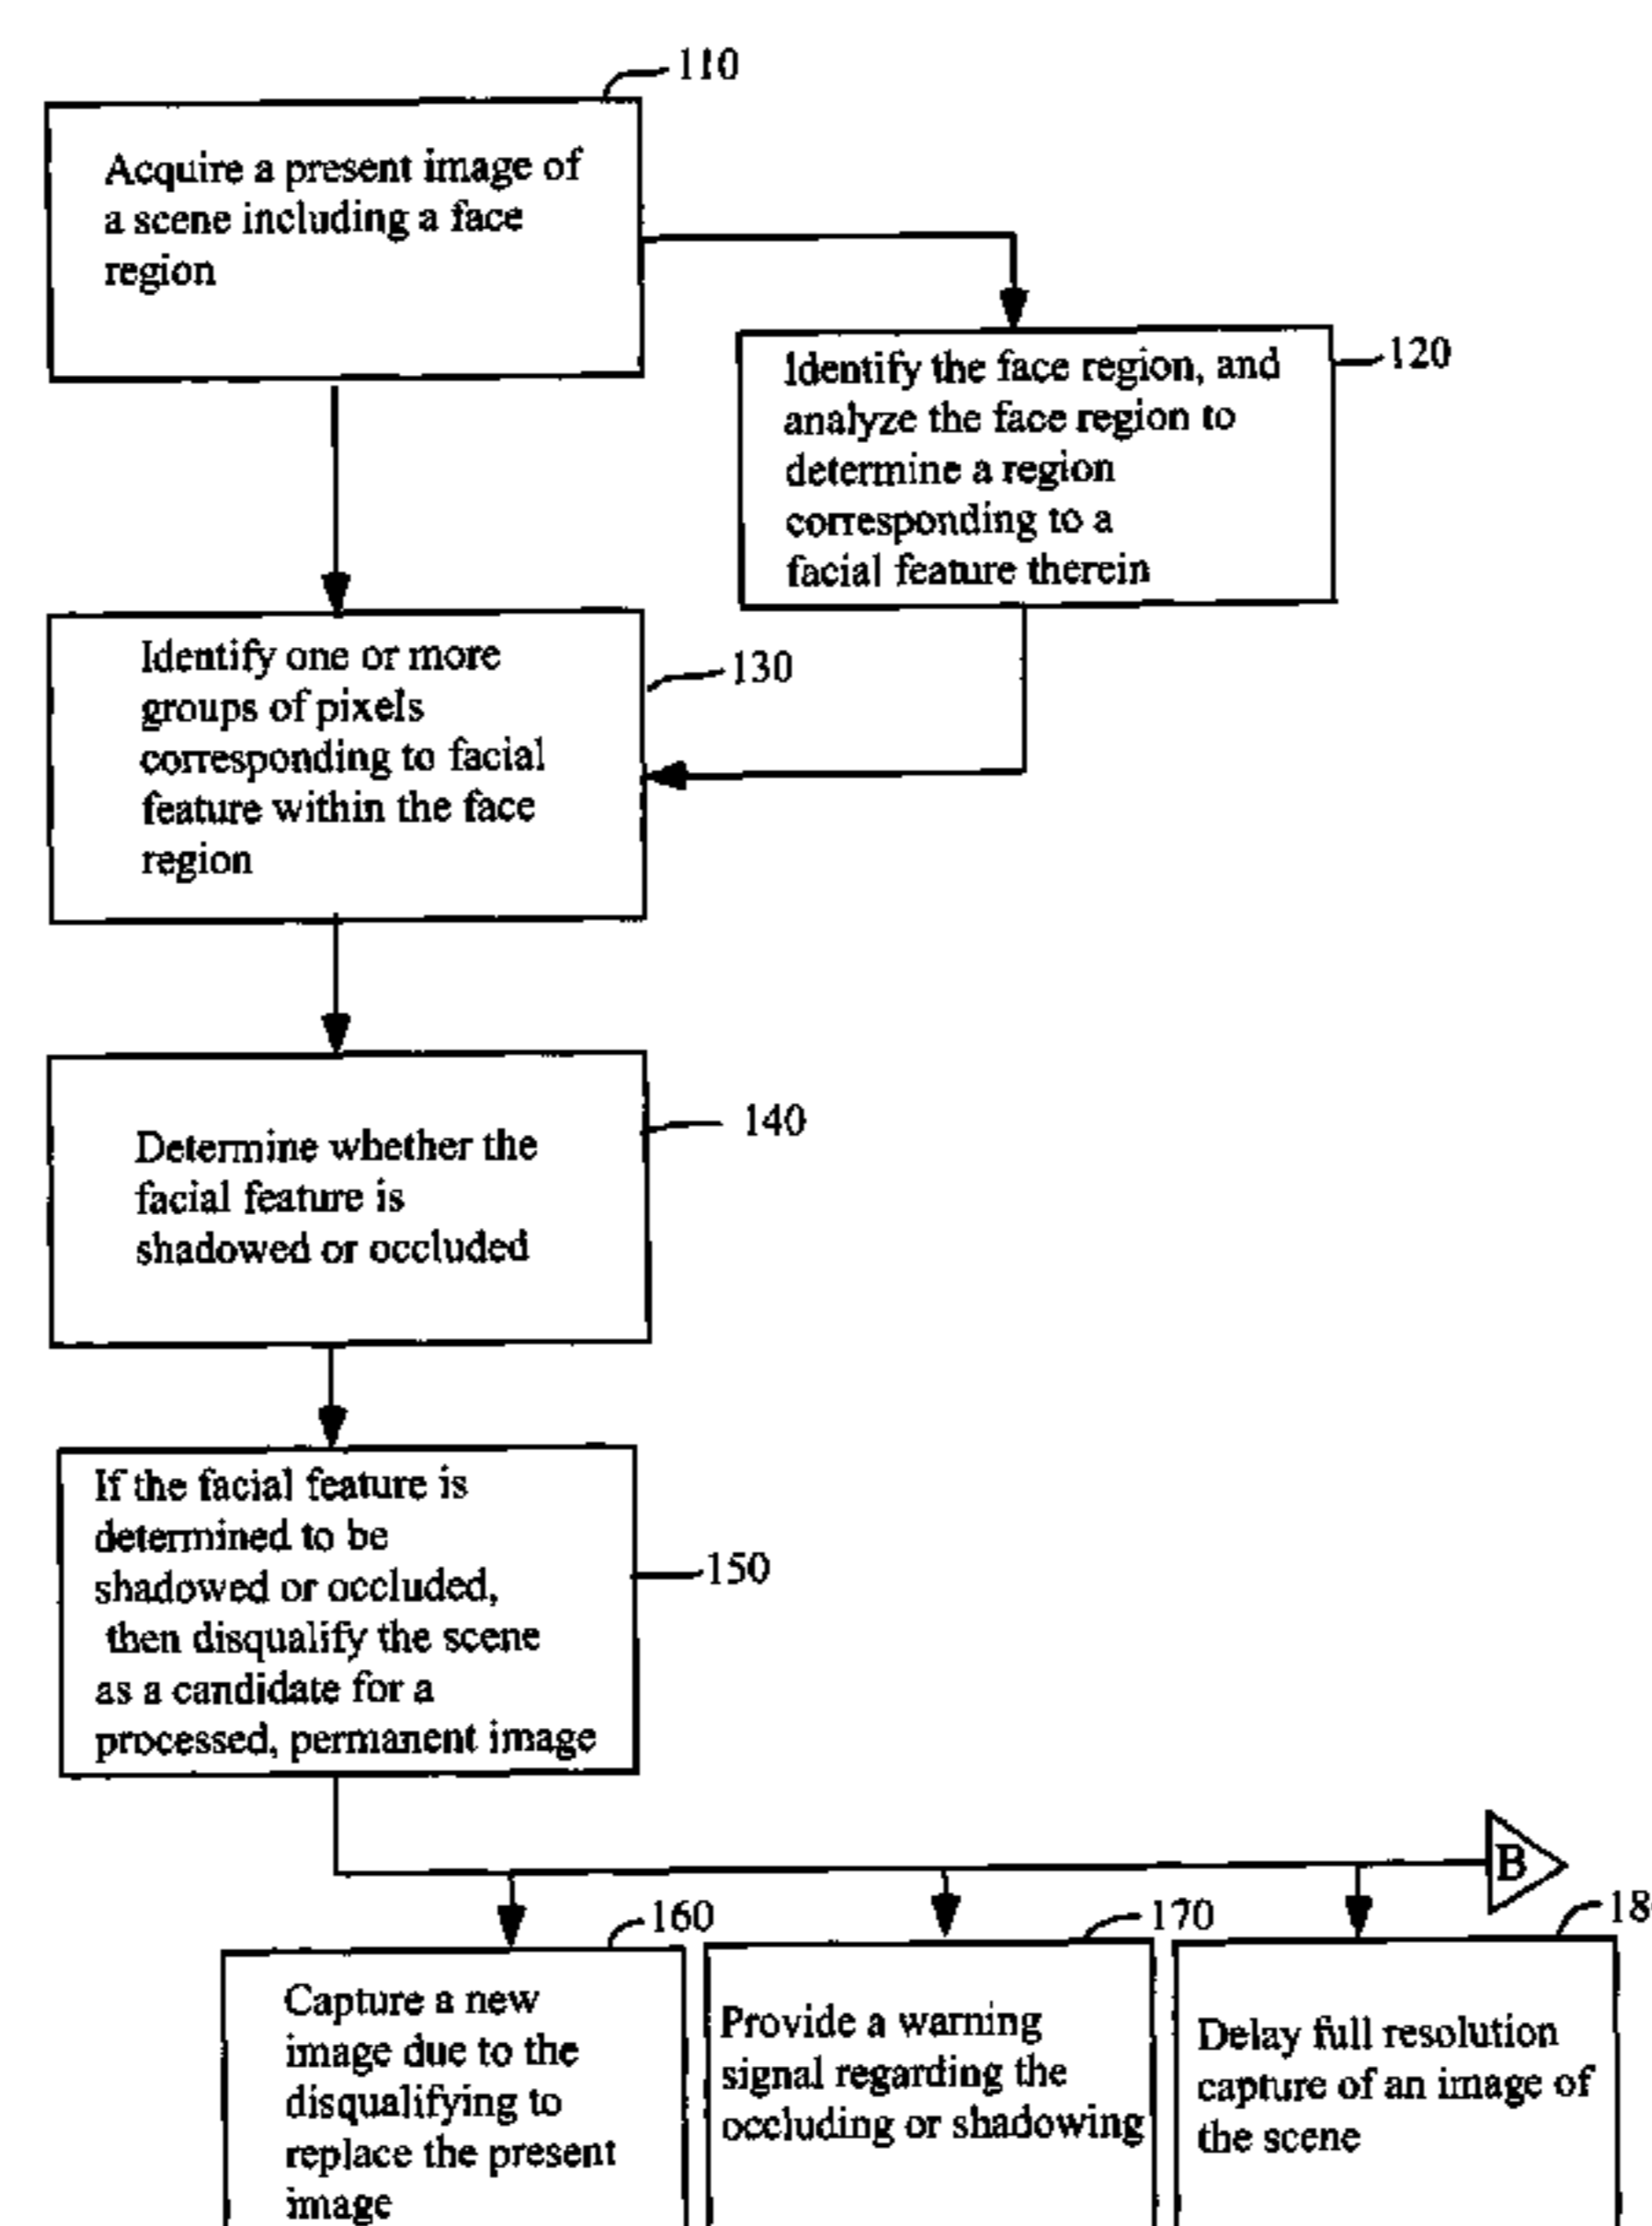 110
Acquire a present image of
a scene including a face
region
120
Identify the face region, and
analyze the face region to
determine a region
corresponding to a
facial feature therein
130
Identify one or more
groups of pixels
corresponding to facial
feature within the face
region
140
Determine whether the
facial feature is
shadowed or occluded
150
If the facial feature is
determined to be
shadowed or occluded,
then disqualify the scene
as a candidate for a
processed, permanent image
B
160
Capture a new
image due to the
disqualifying to
replace the present
image
170
Provide a warning
signal regarding the
occluding or shadowing
18
Delay full resolution
capture of an image of
the scene